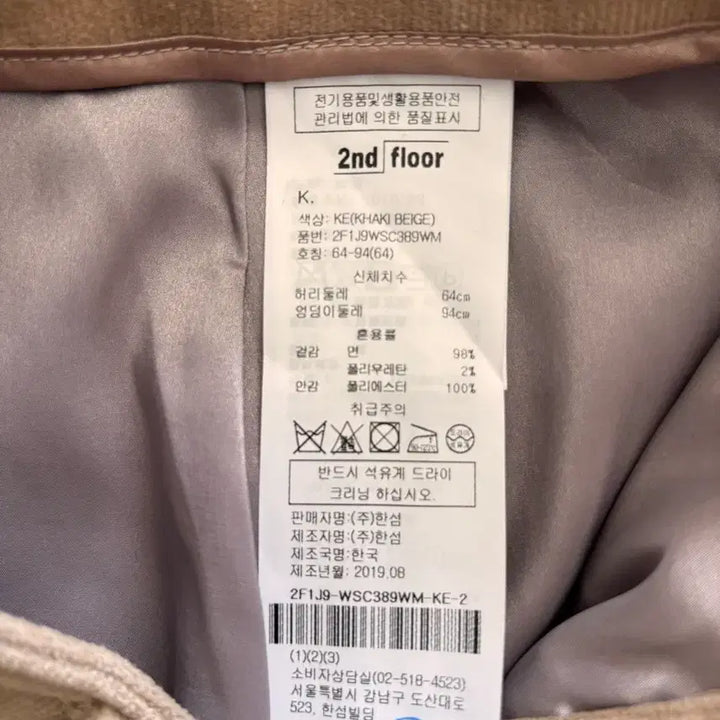 전기용품및생활용품안전
관리법에 의한 품질표시
2nd floor
K.
색상: KE(KHAKI BEIGE)
품번: 2F1J9WSC389WM
호칭: 64-94(64)
신체치수
허리둘레 64cm
엉덩이둘레 94cm
혼용률
겉감 면 98%
폴리우레탄 2%
안감 폴리에스터 100%
취급주의
반드시 석유계 드라이
크리닝 하십시오.
판매자명:(주)한섬
제조자명:(주)한섬
제조국명:한국
제조년월: 2019.08
2F1J9-WSC389WM-KE-2
(1)(2)(3)
소비자상담실(02-518-4523)
서울특별시 강남구 도산대로
523, 한섬빌딩